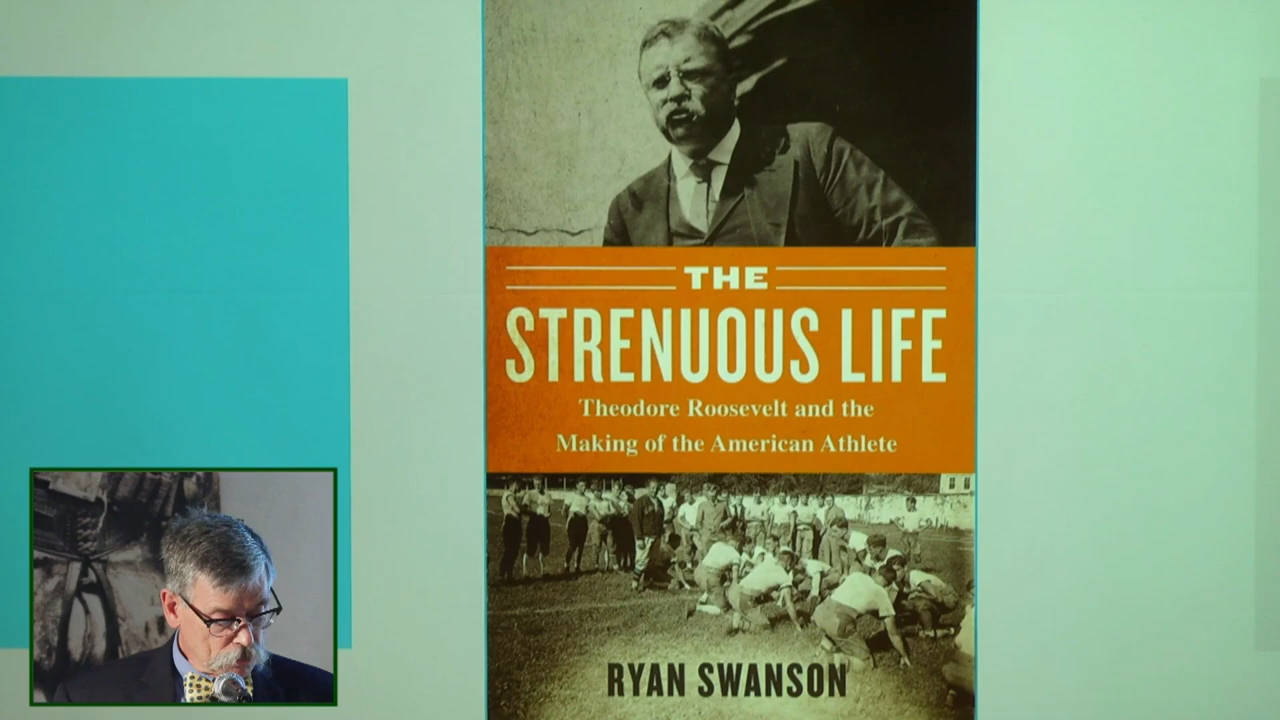 THE
STRENUOUS LIFE
Theodore Roosevelt and the
Making of the American Athlete
RYAN SWANSON